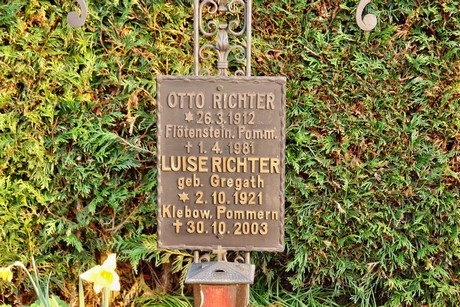 OTTO RICHTER
* 26.3.1912
Flötenstein. Pomm.
† 1. 4. 1981
LUISE RICHTER
geb. Gregath
* 2. 10. 1921
Klebow, Pommern
† 30. 10. 2003